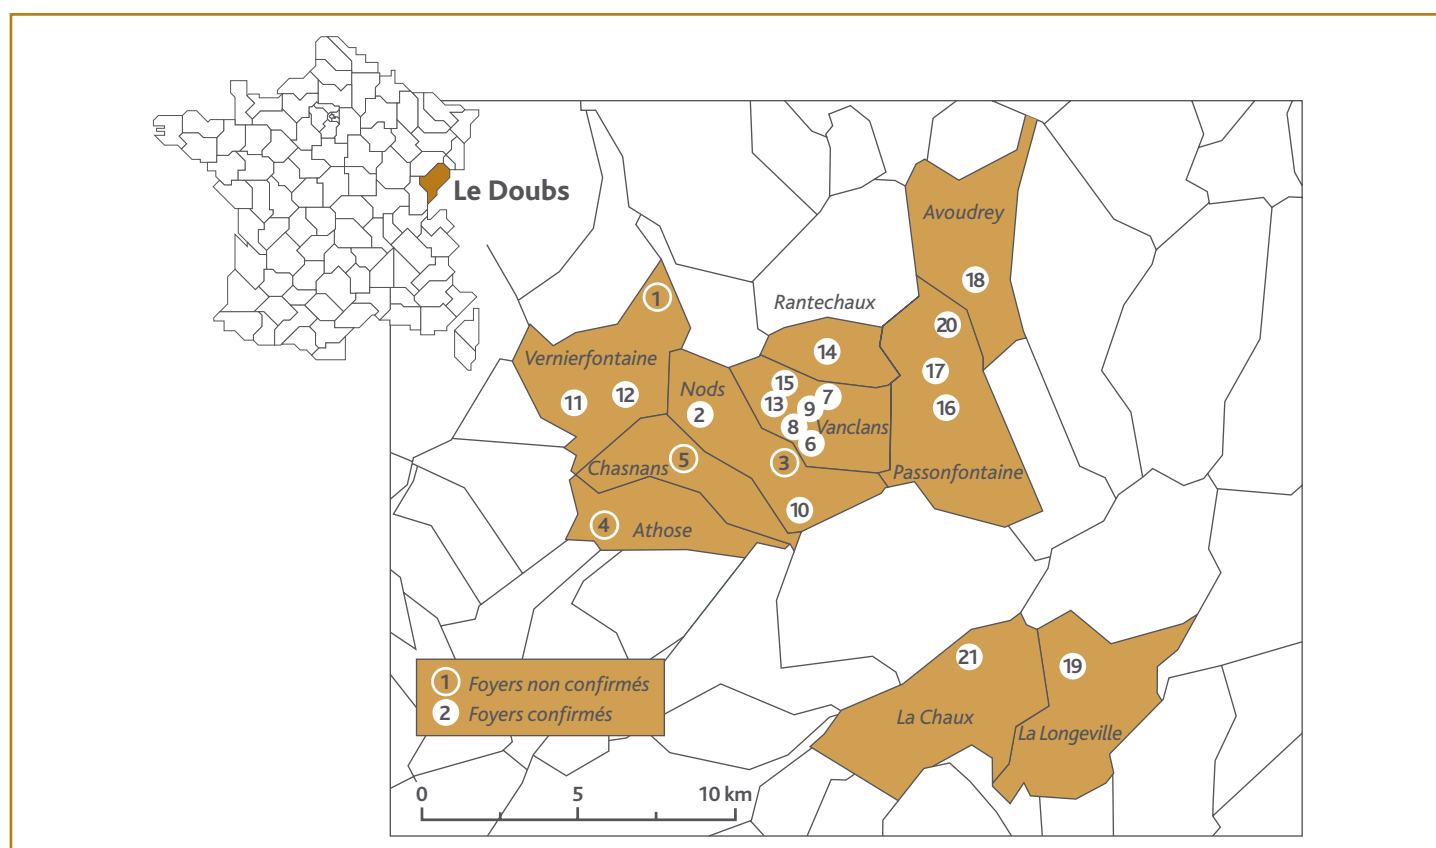 Le Doubs
Avoudrey
18
1
Rantechaux
20
14
Vernierfontaine
17
15
Nods
12
7
11
13
9
16
2
8
Vanclans
6
5
3
Chasnans
Passonfontaine
10
4
Athose
21
19
1 Foyers non confirmés
2 Foyers confirmés
La Chaux
La Longeville
0 5 10 km